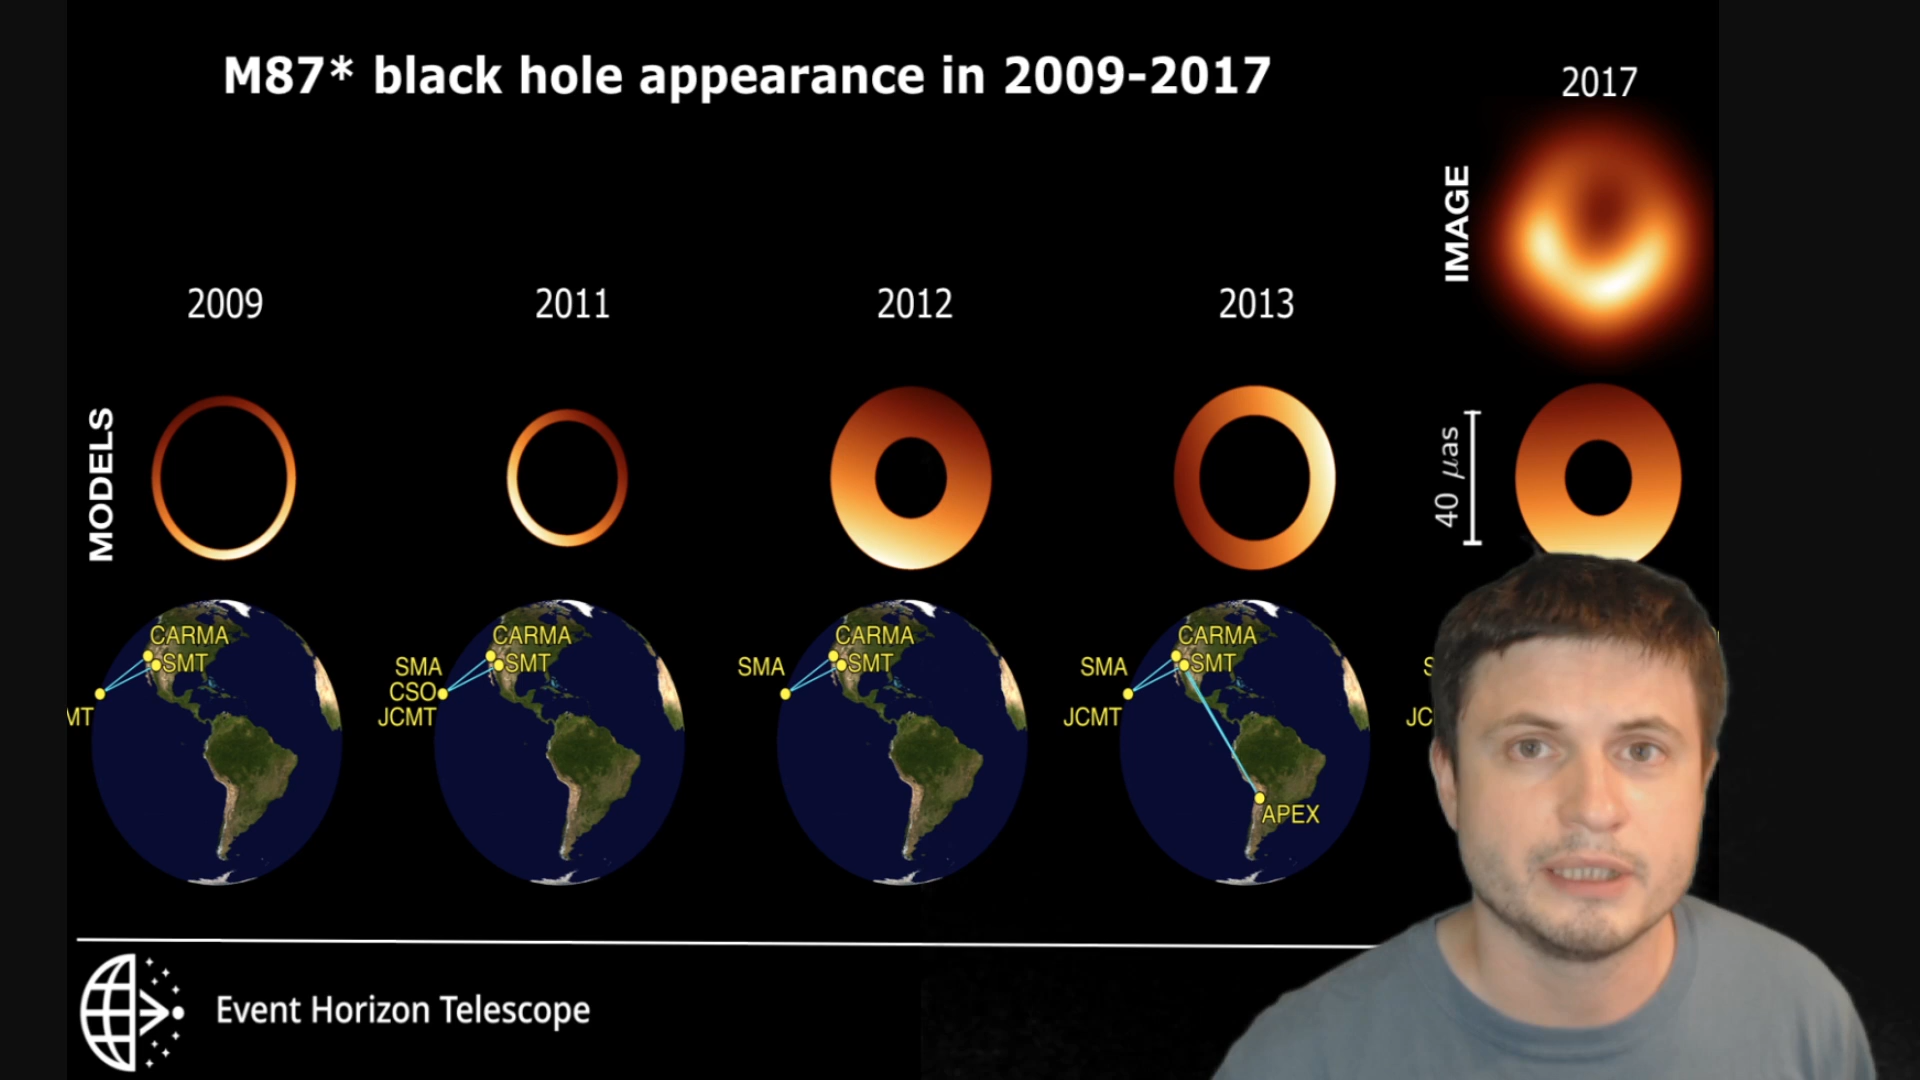 M87* black hole appearance in 2009-2017
2017
IMAGE
2009
2011
2012
2013
MODELS
40 μas
CARMA
SMT
MT
CARMA
SMT
SMA
CSO
JCMT
CARMA
SMT
SMA
CARMA
SMT
SMA
JCMT
APEX
S
JC
Event Horizon Telescope